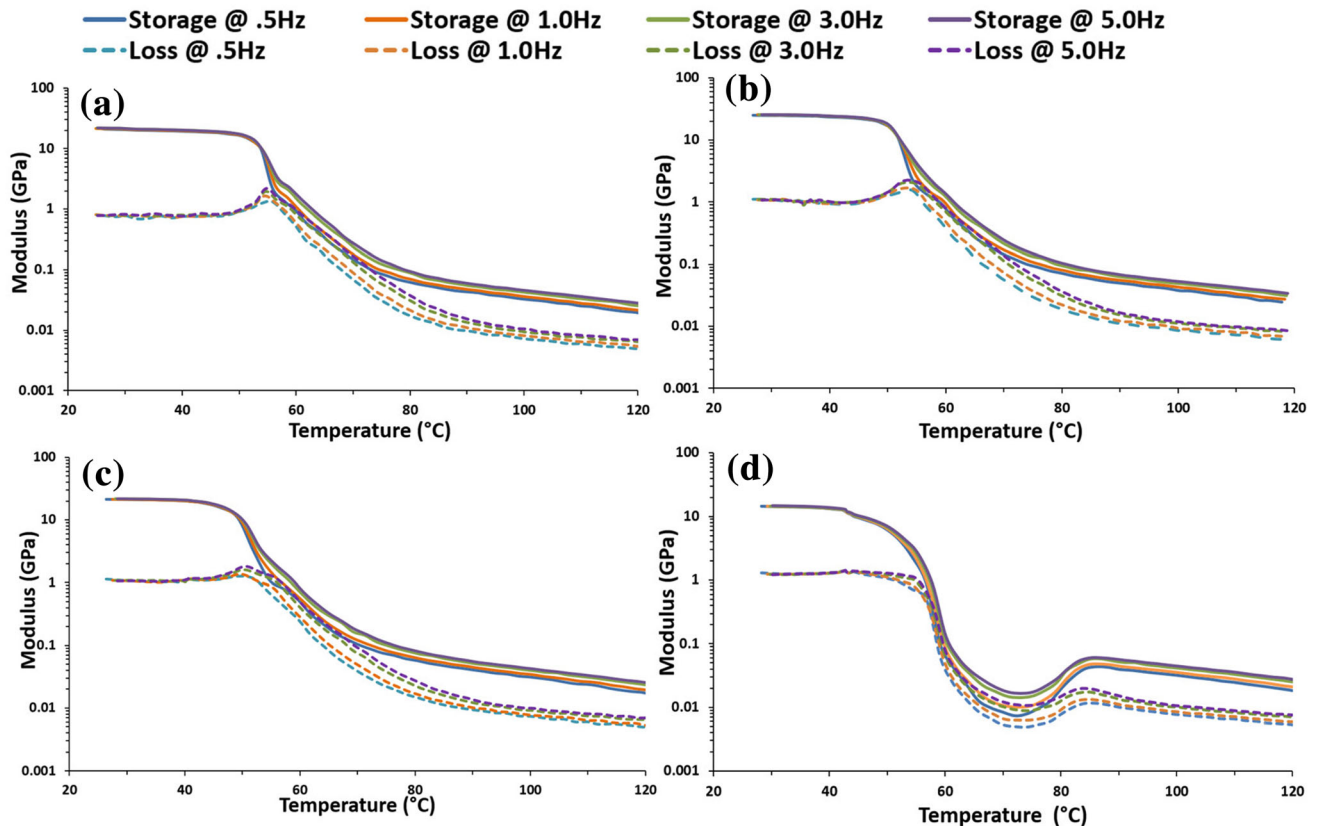 Storage @ .5Hz Storage @ 1.0Hz Storage @ 3.0Hz Storage @ 5.0Hz
Loss @ .5Hz Loss @ 1.0Hz Loss @ 3.0Hz Loss @ 5.0Hz
(a)
Modulus (GPa)
100
10
1
0.1
0.01
0.001
20 40 60 80 100 120
Temperature (°C)
(b)
Modulus (GPa)
100
10
1
0.1
0.01
0.001
20 40 60 80 100 120
Temperature (°C)
(c)
Modulus (GPa)
100
10
1
0.1
0.01
0.001
20 40 60 80 100 120
Temperature (°C)
(d)
Modulus (GPa)
100
10
1
0.1
0.01
0.001
20 40 60 80 100 120
Temperature (°C)